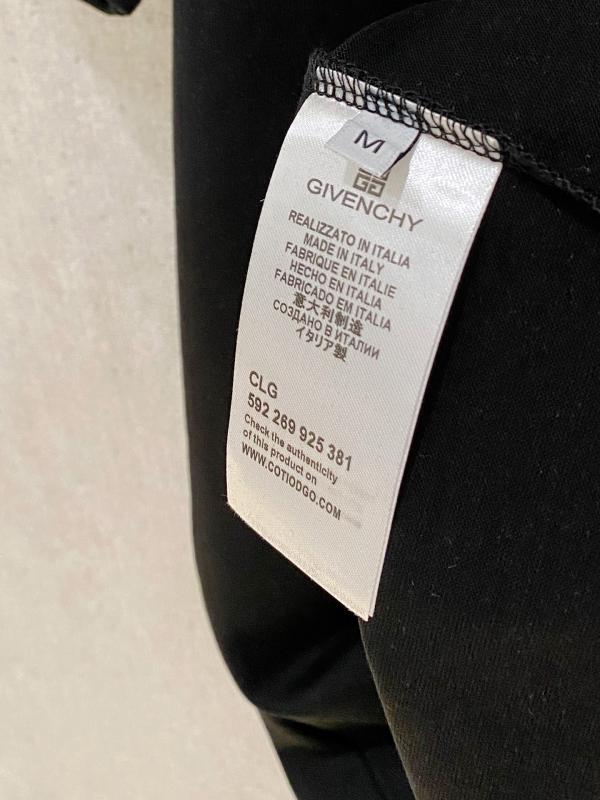 M
GIVENCHY
REALIZZATO IN ITALIA
MADE IN ITALY
FABRIQUE EN ITALIE
HECHO EN ITALIA
FABRICADO EM ITALIA
意大利制造
СОЗДАНО В ИТАЛИИ
イタリア製
CLG
592 269 925 381
Check the authenticity
of this product on
WWW.COTIODGO.COM